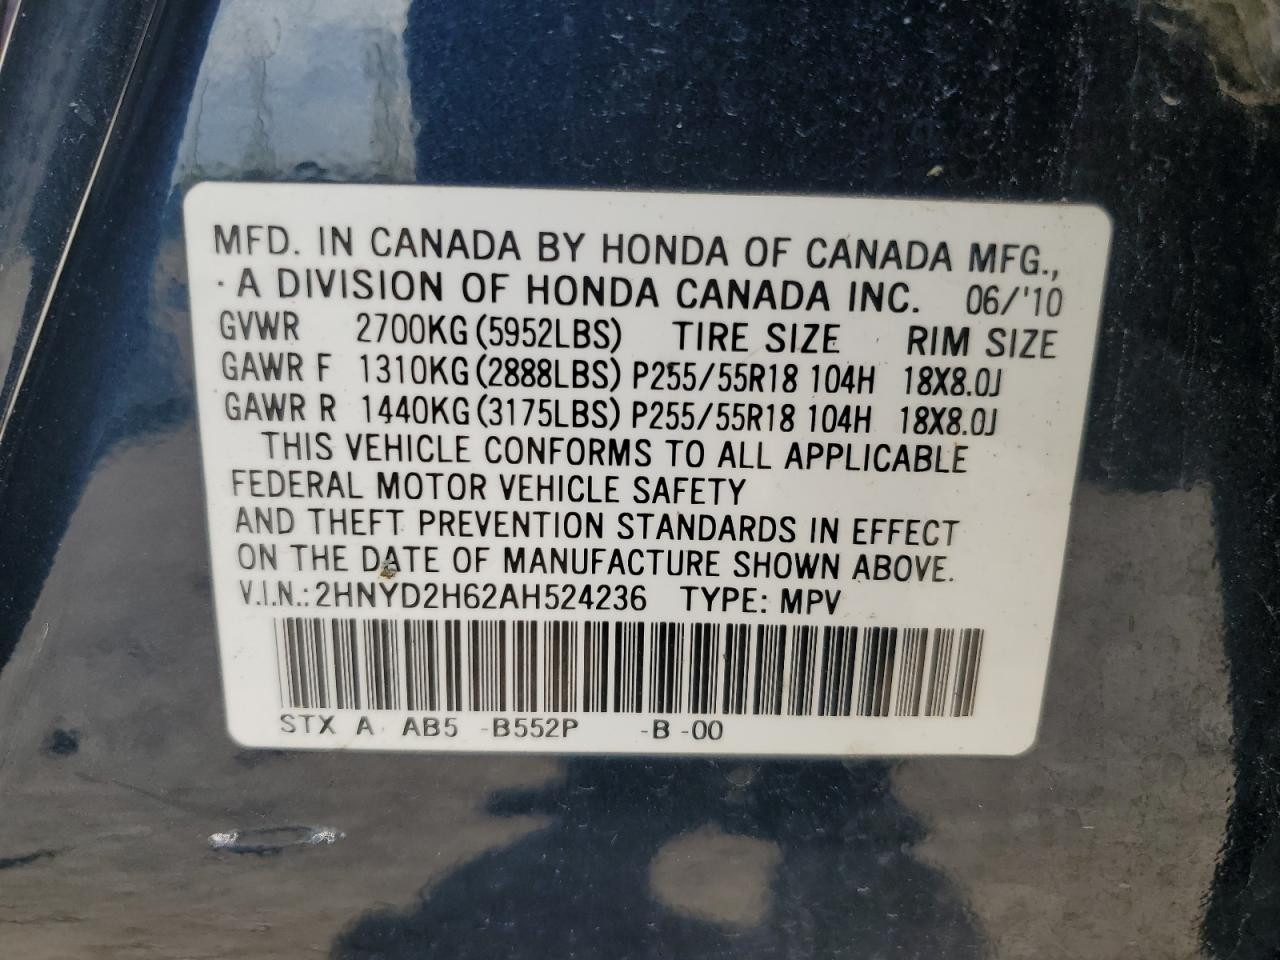 MFD. IN CANADA BY HONDA OF CANADA MFG.,
· A DIVISION OF HONDA CANADA INC. 06/'10
GVWR 2700KG (5952LBS) TIRE SIZE RIM SIZE
GAWR F 1310KG (2888LBS) P255/55R18 104H 18X8.0J
GAWR R 1440KG (3175LBS) P255/55R18 104H 18X8.0J
THIS VEHICLE CONFORMS TO ALL APPLICABLE
FEDERAL MOTOR VEHICLE SAFETY
AND THEFT PREVENTION STANDARDS IN EFFECT
ON THE DATE OF MANUFACTURE SHOWN ABOVE.
V.I.N.: 2HNYD2H62AH524236 TYPE: MPV
STX A AB5 -B552P -B -00